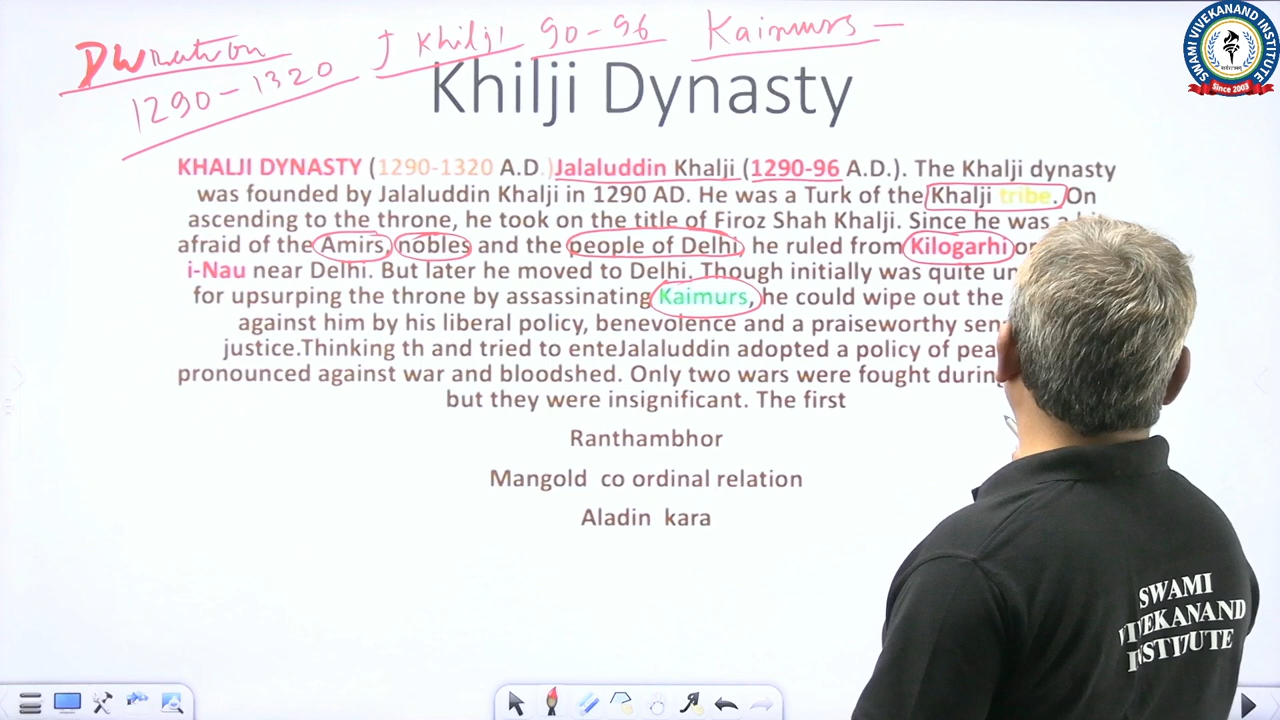 Duration J Khilji 90-96 Kaimurs -
1290-1320
Khilji Dynasty
KHALJI DYNASTY (1290-1320 A.D.)Jalaluddin Khalji (1290-96 A.D.). The Khalji dynasty
was founded by Jalaluddin Khalji in 1290 AD. He was a Turk of the Khalji tribe. On
ascending to the throne, he took on the title of Firoz Shah Khalji. Since he was a
afraid of the Amirs, nobles and the people of Delhi, he ruled from Kilogarhi or
i-Nau near Delhi. But later he moved to Delhi. Though initially was quite
for upsurping the throne by assassinating Kaimurs, he could wipe out the
against him by his liberal policy, benevolence and a praiseworthy
justice.Thinking th and tried to enteJalaluddin adopted a policy of
pronounced against war and bloodshed. Only two wars were fought
but they were insignificant. The first
Ranthambhor
Mangold co ordinal relation
Aladin kara
SWAMI VIVEKANAND INSTITUTE
Since 2003
SWAMI
VIVEKANAND
INSTITUTE